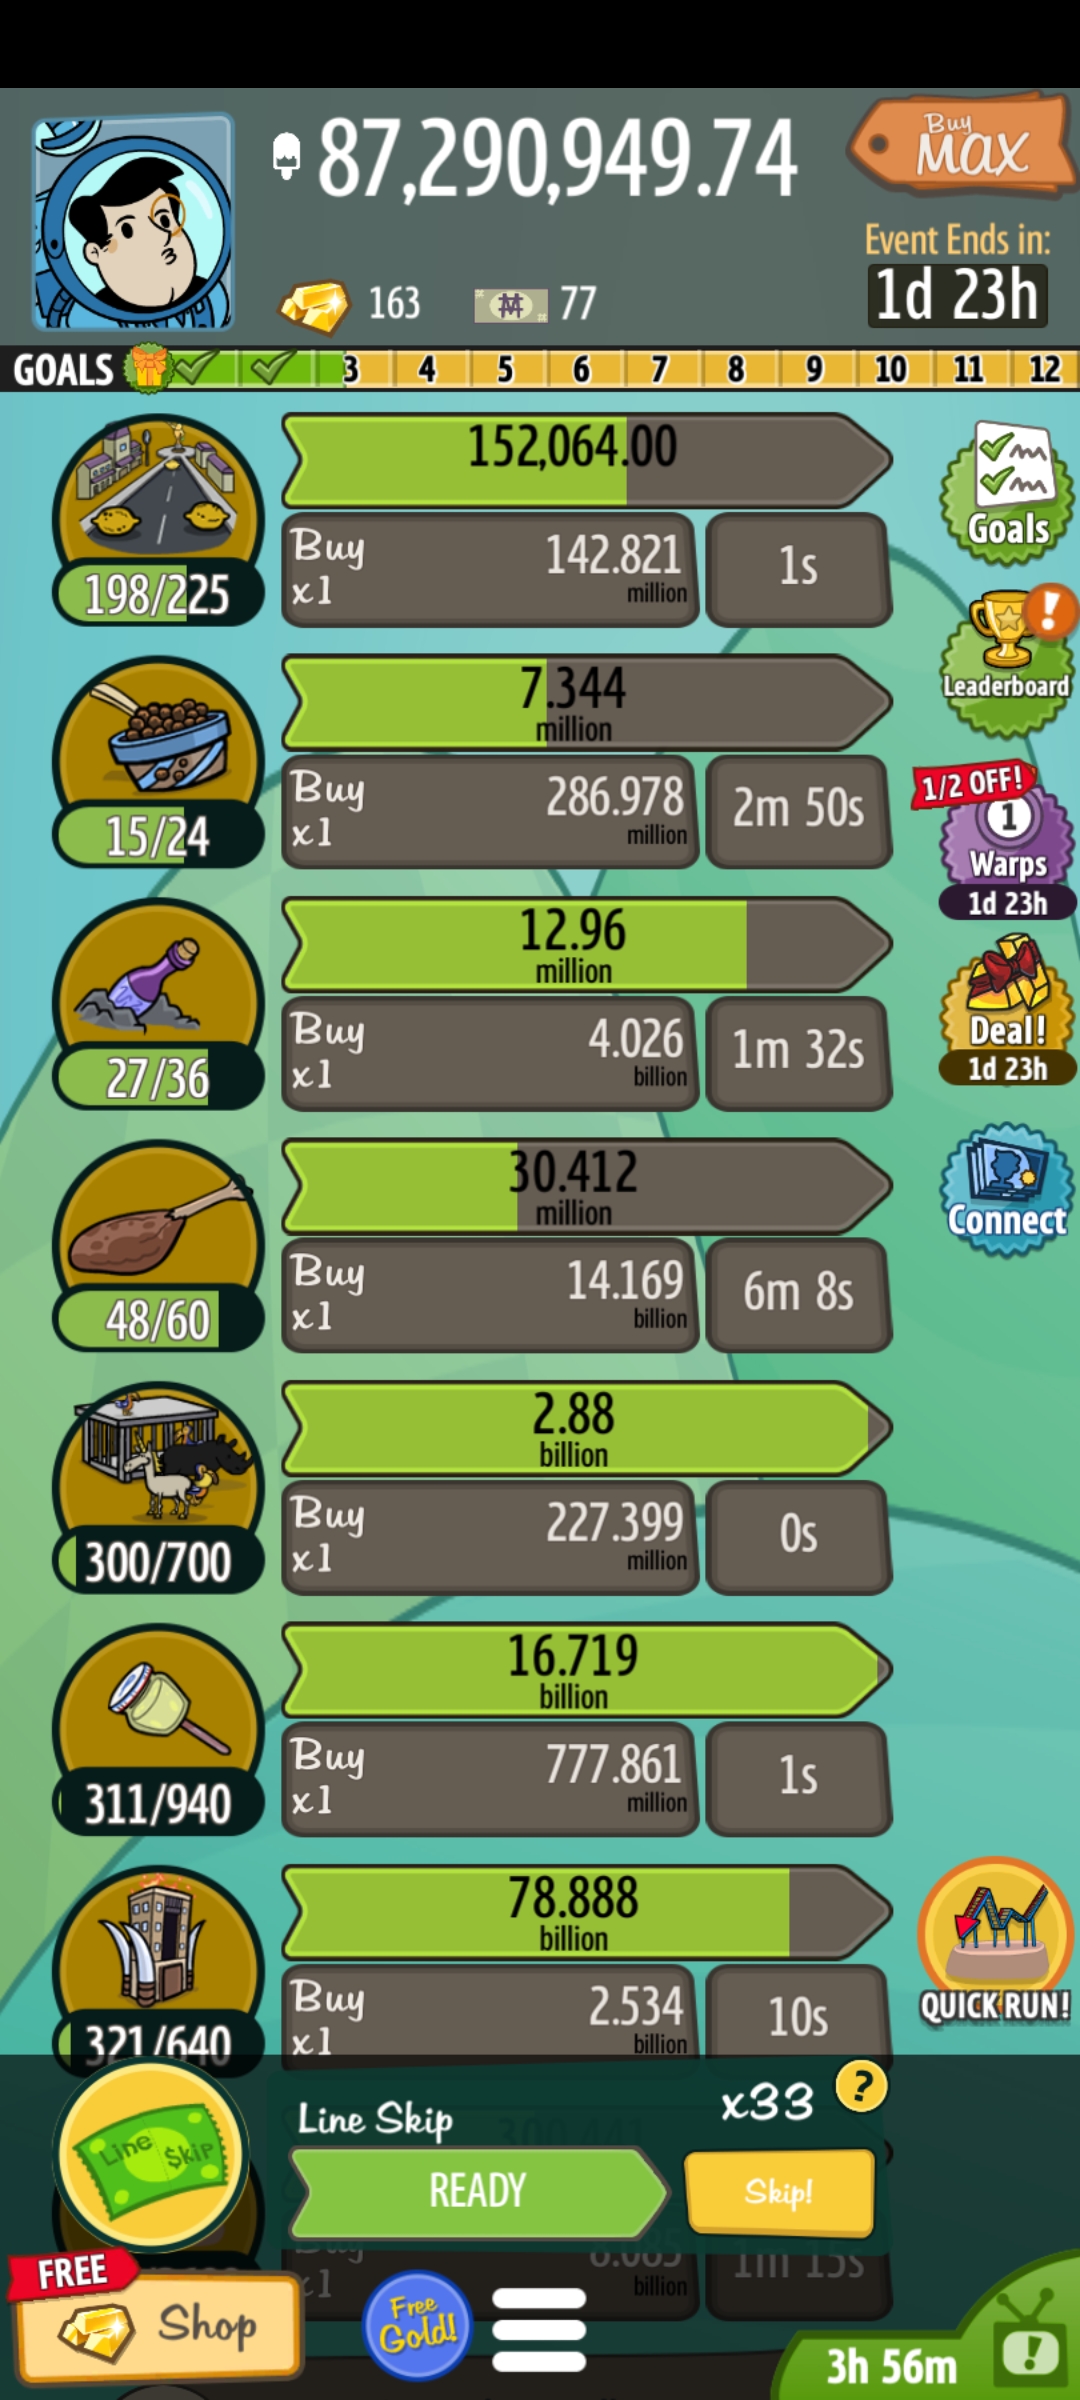 87,290,949.74
Buy
MAX
Event Ends in:
1d 23h
163
77
GOALS 3 4 5 6 7 8 9 10 11 12
152,064.00
Buy
x1
142.821
million
1s
198/225
Goals
7.344
million
Buy
x1
286.978
million
2m 50s
15/24
Leaderboard
1/2 OFF!
1
Warps
1d 23h
12.96
million
Buy
x1
4.026
billion
1m 32s
27/36
Deal!
1d 23h
30.412
million
Buy
x1
14.169
billion
6m 8s
48/60
Connect
2.88
billion
Buy
x1
227.399
million
0s
300/700
16.719
billion
Buy
x1
777.861
million
1s
311/940
78.888
billion
Buy
x1
2.534
billion
10s
321/640
QUICK RUN!
Line Skip
Line Skip
x33
?
300.441
READY
Skip!
Buy
x1
8.085
billion
1m 15s
FREE
Shop
Free
Gold!
3h 56m